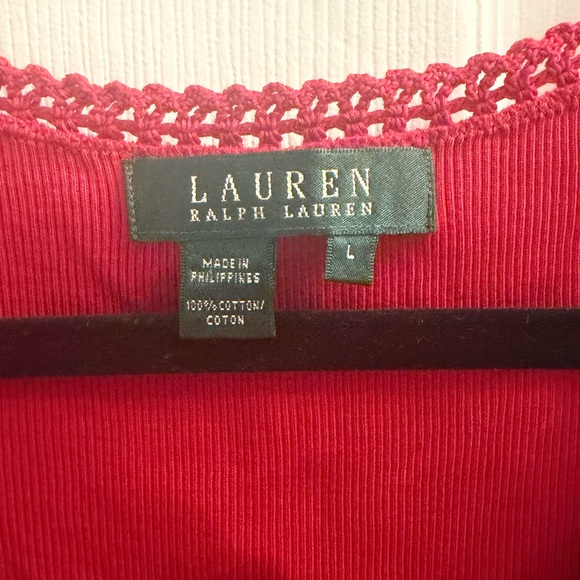 LAUREN
RALPH LAUREN
L
MADE IN
PHILIPPINES
100% COTTON/
COTON